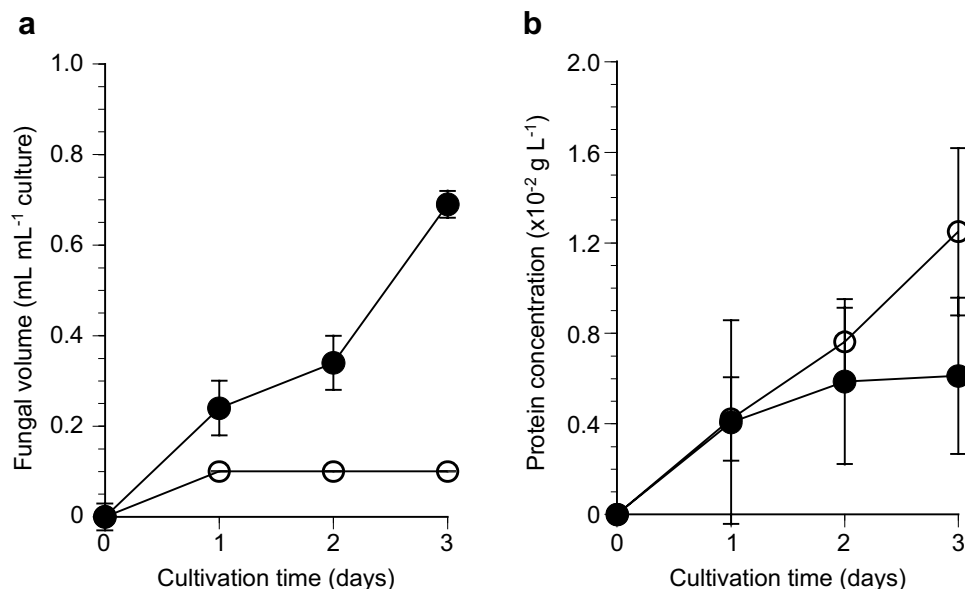 a
Fungal volume (mL mL⁻¹ culture)
1.0
0.8
0.6
0.4
0.2
0
0 1 2 3
Cultivation time (days)
b
Protein concentration (x10⁻² g L⁻¹)
2.0
1.6
1.2
0.8
0.4
0
0 1 2 3
Cultivation time (days)